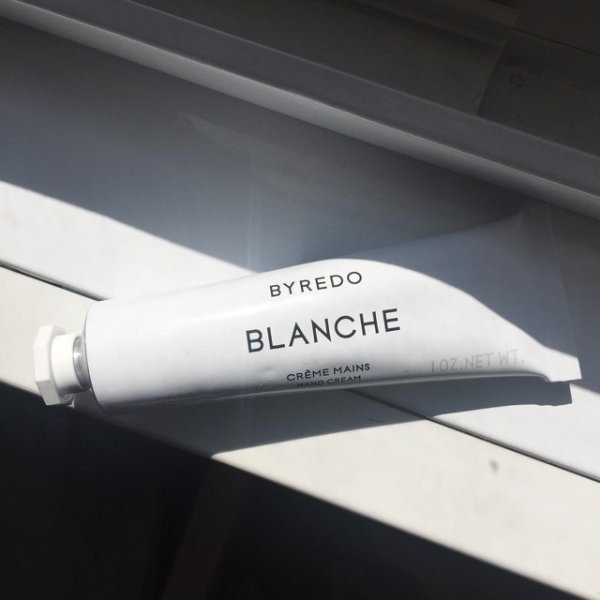 BYREDO
BLANCHE
CRÈME MAINS
HAND CREAM
1 OZ.NET WT.